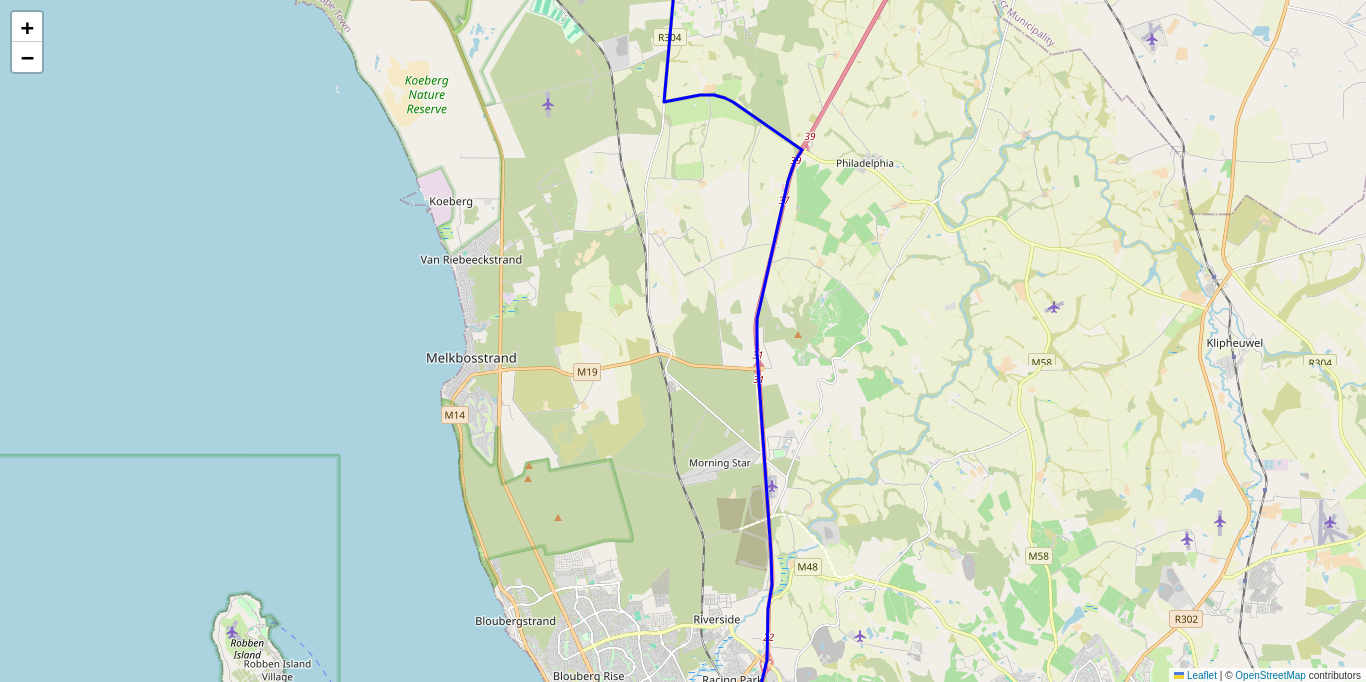 +
−
Cape Town
Municipality
R304
Koeberg
Nature
Reserve
39
39
Philadelphia
37
Koeberg
Van Riebeeckstrand
Melkbosstrand
M19
M14
31
31
M58
Klipheuwel
R304
Morning Star
M58
M48
R302
Bloubergstrand
Riverside
22
Robben
Island
Robben Island
Village
Blouberg Rise
Racing Park
Leaflet | © OpenStreetMap contributors